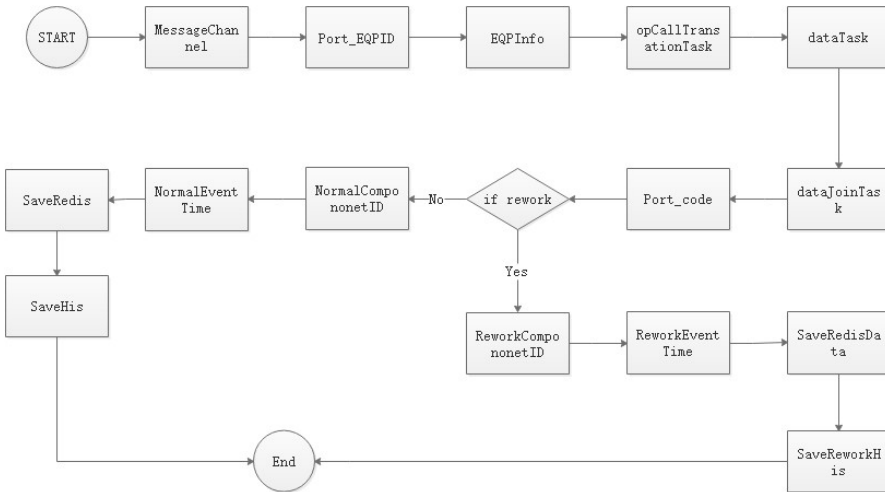 START
MessageChan
nel
Port_EQPID
EQPInfo
opCallTrans
ationTask
dataTask
SaveRedis
NormalEvent
Time
NormalCompo
nonetID
No
if rework
Port_code
dataJoinTas
k
Yes
SaveHis
ReworkCompo
nonetID
ReworkEvent
Time
SaveRedisDa
ta
End
SaveReworkH
is